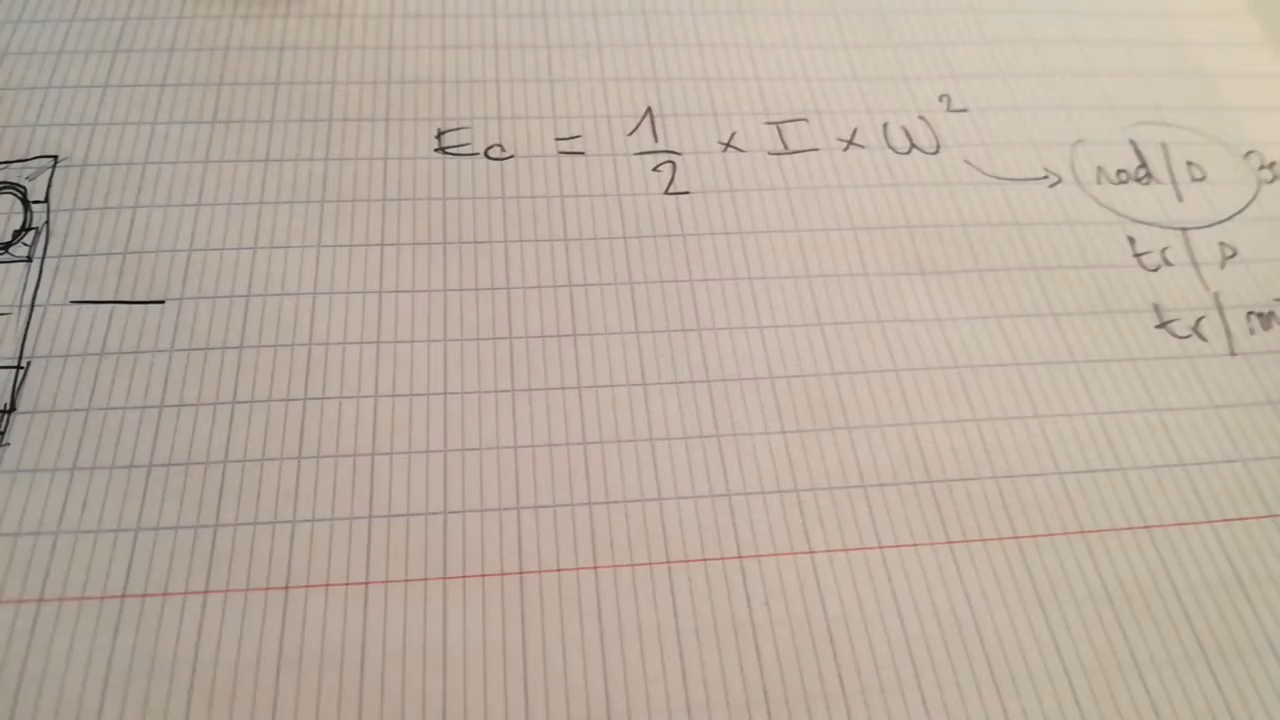 Ec = 1/2 × I × ω² → rad/s
tr/s
tr/m